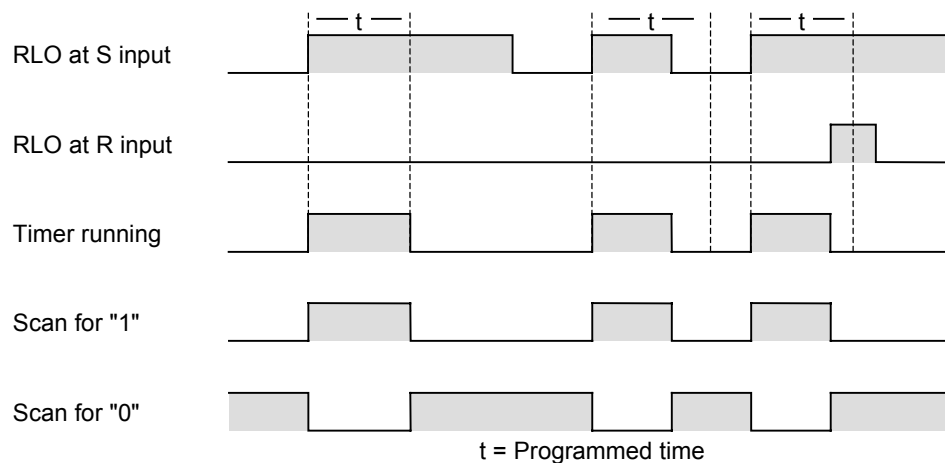 t t t
RLO at S input
RLO at R input
Timer running
Scan for "1"
Scan for "0"
t = Programmed time